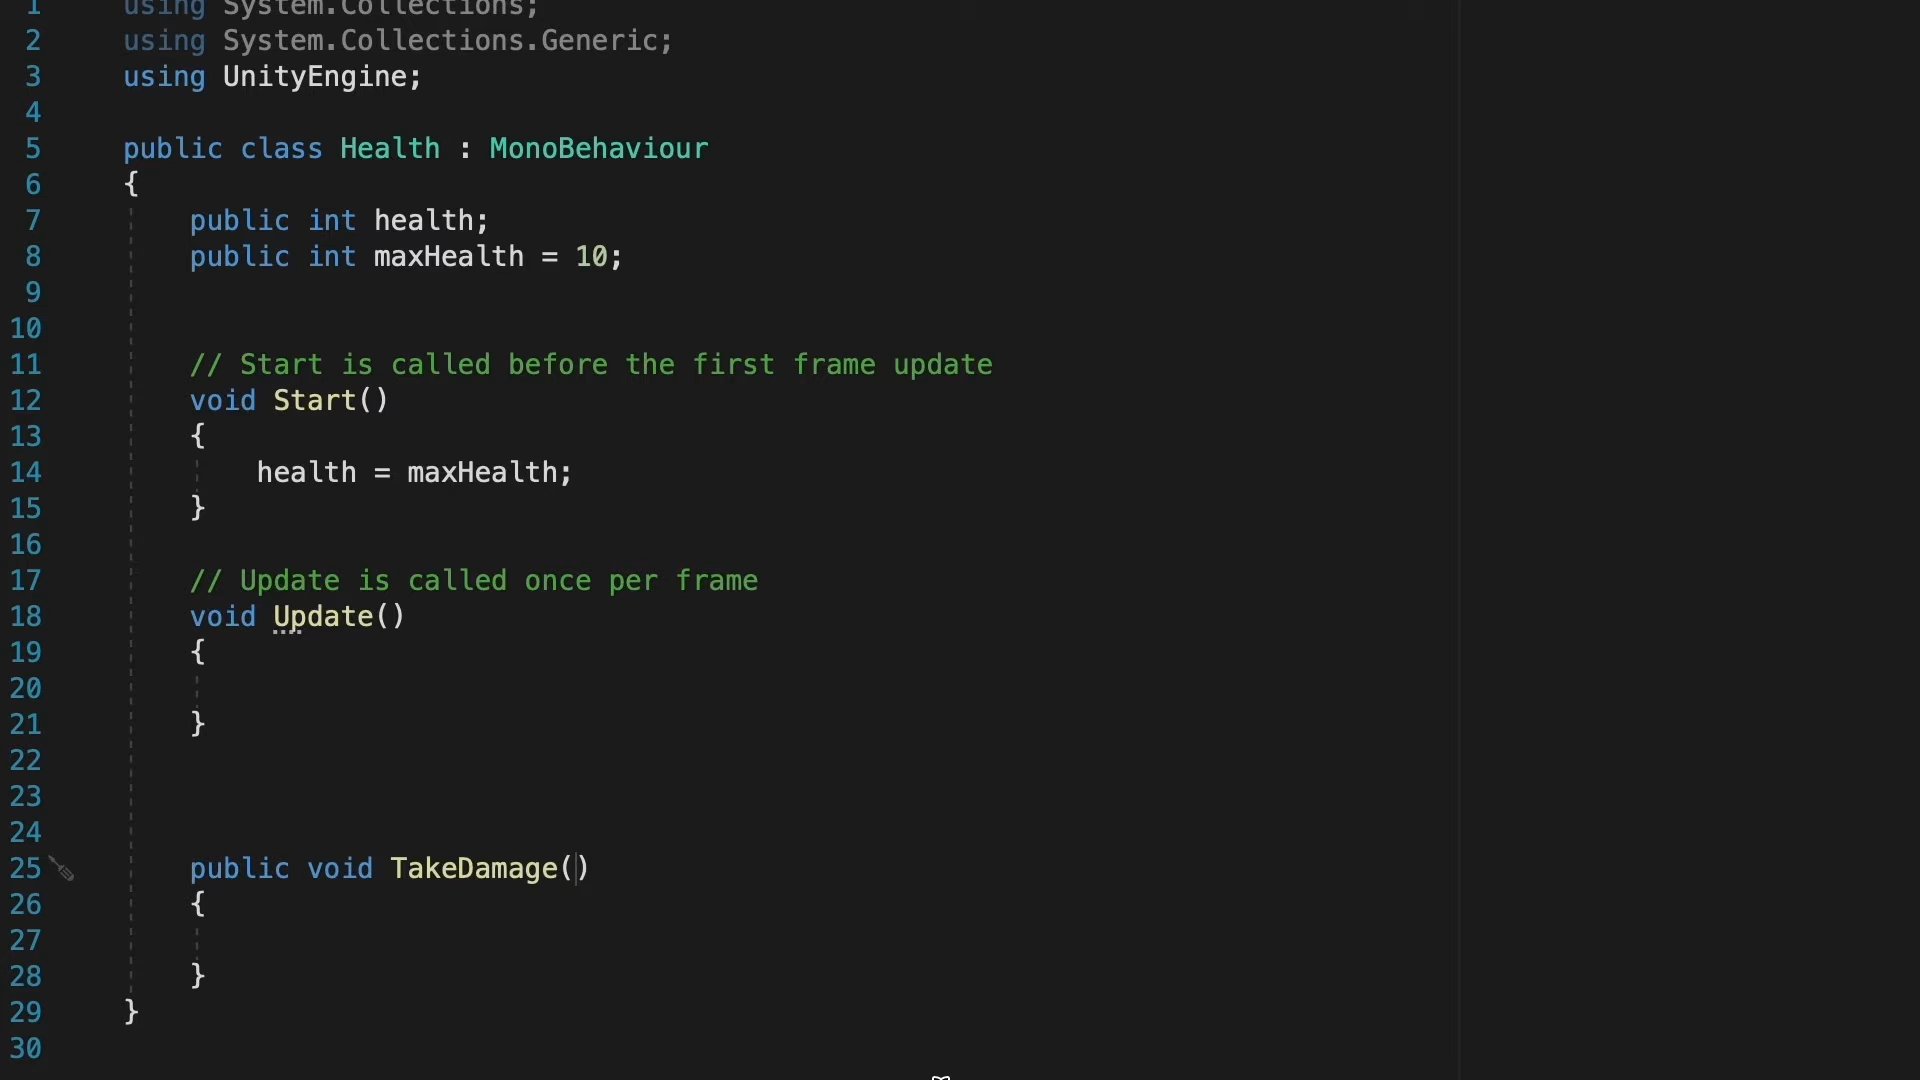 1 using System.Collections;
2 using System.Collections.Generic;
3 using UnityEngine;
4
5 public class Health : MonoBehaviour
6 {
7 public int health;
8 public int maxHealth = 10;
9
10
11 // Start is called before the first frame update
12 void Start()
13 {
14 health = maxHealth;
15 }
16
17 // Update is called once per frame
18 void Update()
19 {
20
21 }
22
23
24
25 public void TakeDamage()
26 {
27
28 }
29 }
30